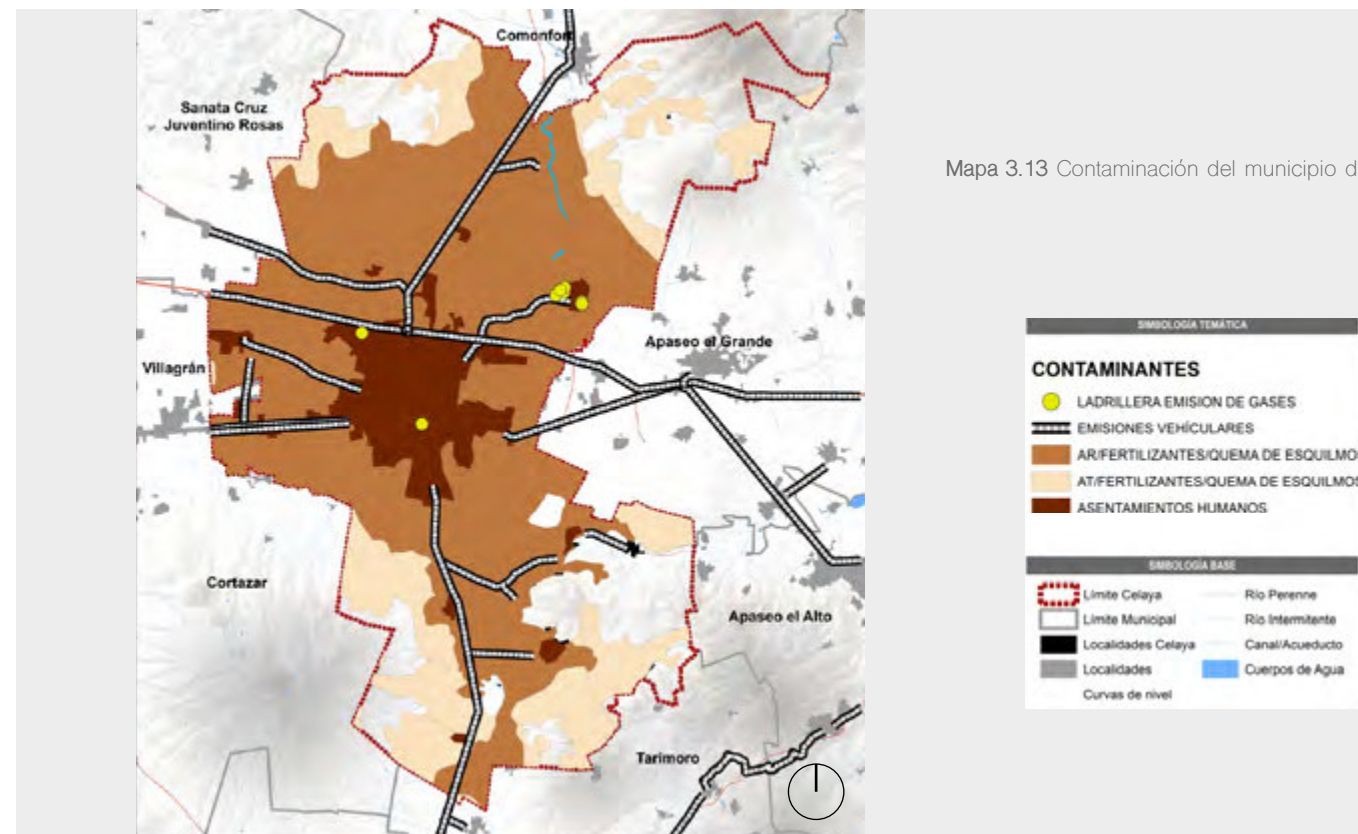 Comonfort
Sanata Cruz
Juventino Rosas
Mapa 3.13 Contaminación del municipio d
Apaseo el Grande
Villagrán
Cortazar
Apaseo el Alto
Tarimoro
SIMBOLOGÍA TEMÁTICA
CONTAMINANTES
LADRILLERA EMISION DE GASES
EMISIONES VEHÍCULARES
AR/FERTILIZANTES/QUEMA DE ESQUILMOS
AT/FERTILIZANTES/QUEMA DE ESQUILMOS
ASENTAMIENTOS HUMANOS
SIMBOLOGÍA BASE
Límite Celaya
Límite Municipal
Localidades Celaya
Localidades
Curvas de nivel
Río Perenne
Río Intermitente
Canal/Acueducto
Cuerpos de Agua